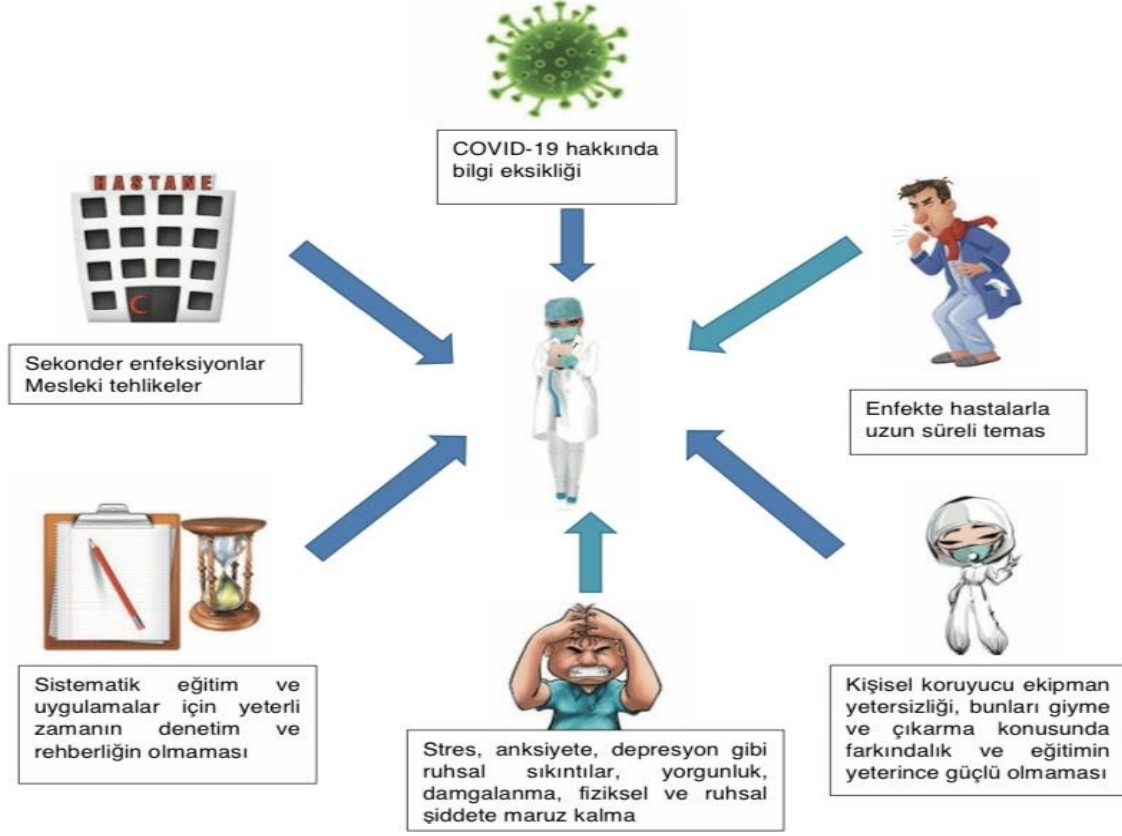 COVID-19 hakkında
bilgi eksikliği
HASTANE
Sekonder enfeksiyonlar
Mesleki tehlikeler
Enfekte hastalarla
uzun süreli temas
Sistematik eğitim ve
uygulamalar için yeterli
zamanın denetim ve
rehberliğin olmaması
Stres, anksiyete, depresyon gibi
ruhsal sıkıntılar, yorgunluk,
damgalanma, fiziksel ve ruhsal
şiddete maruz kalma
Kişisel koruyucu ekipman
yetersizliği, bunları giyme
ve çıkarma konusunda
farkındalık ve eğitimin
yeterince güçlü olmaması